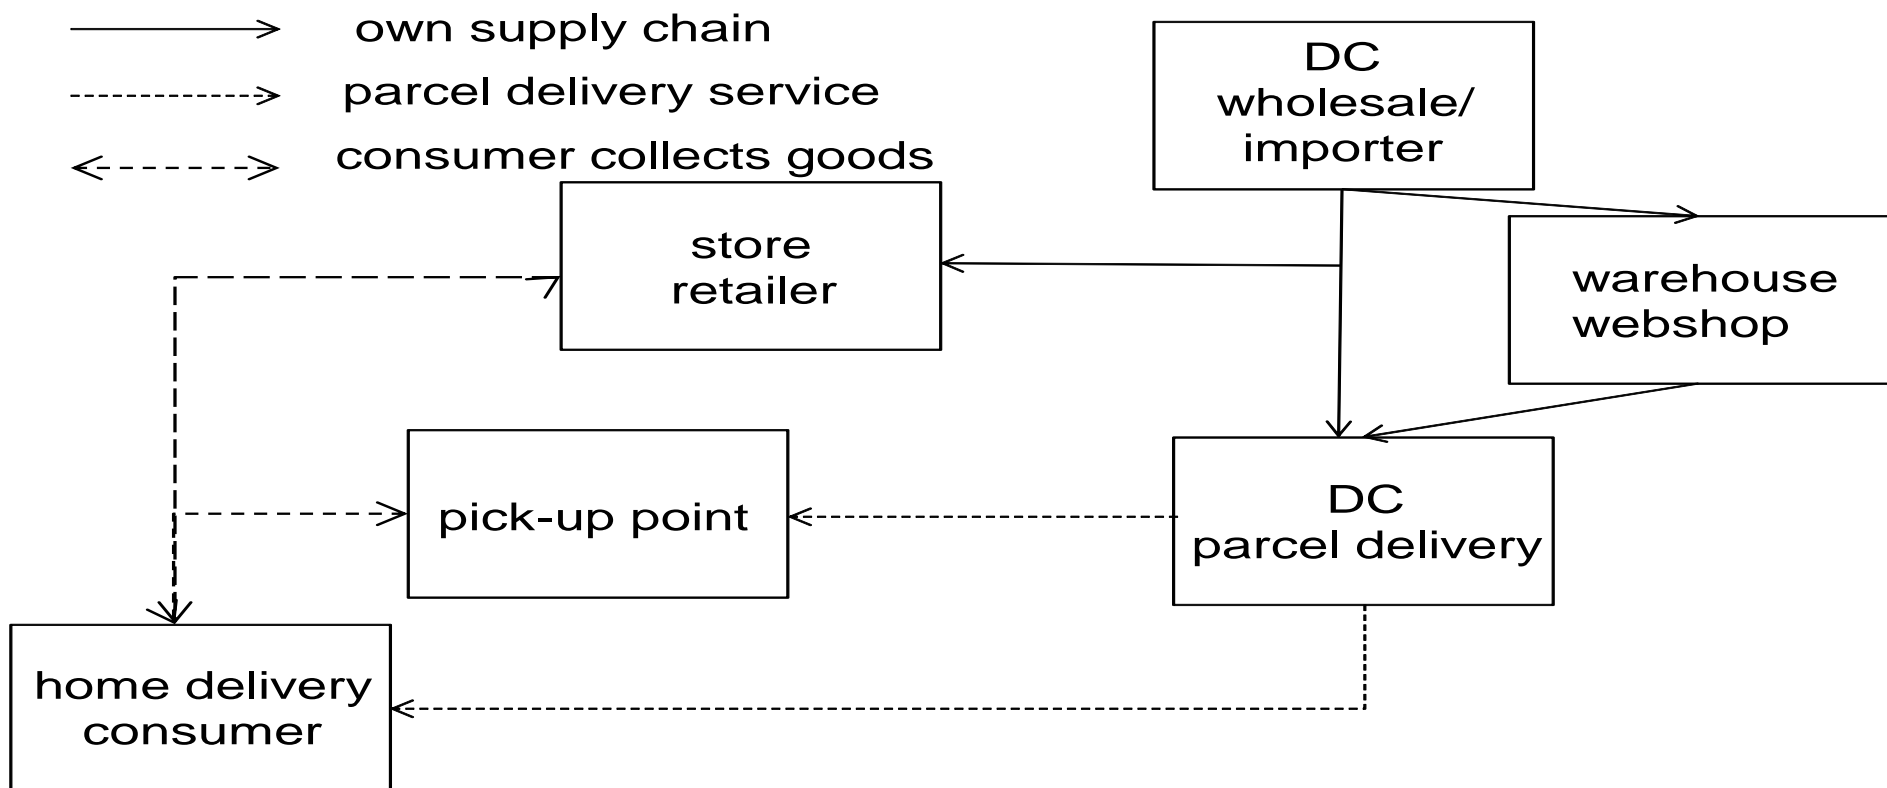 own supply chain
parcel delivery service
consumer collects goods
DC
wholesale/
importer
store
retailer
warehouse
webshop
pick-up point
DC
parcel delivery
home delivery
consumer